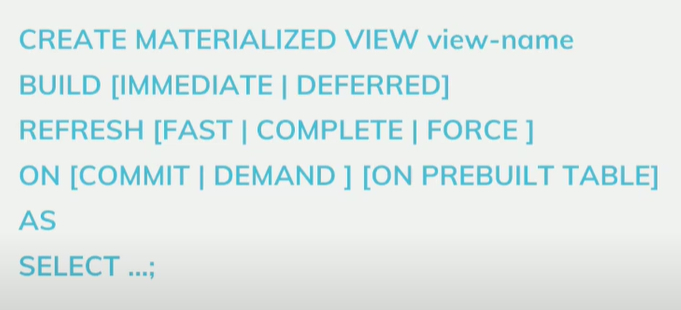 CREATE MATERIALIZED VIEW view-name
BUILD [IMMEDIATE | DEFERRED]
REFRESH [FAST | COMPLETE | FORCE ]
ON [COMMIT | DEMAND ] [ON PREBUILT TABLE]
AS
SELECT ...;